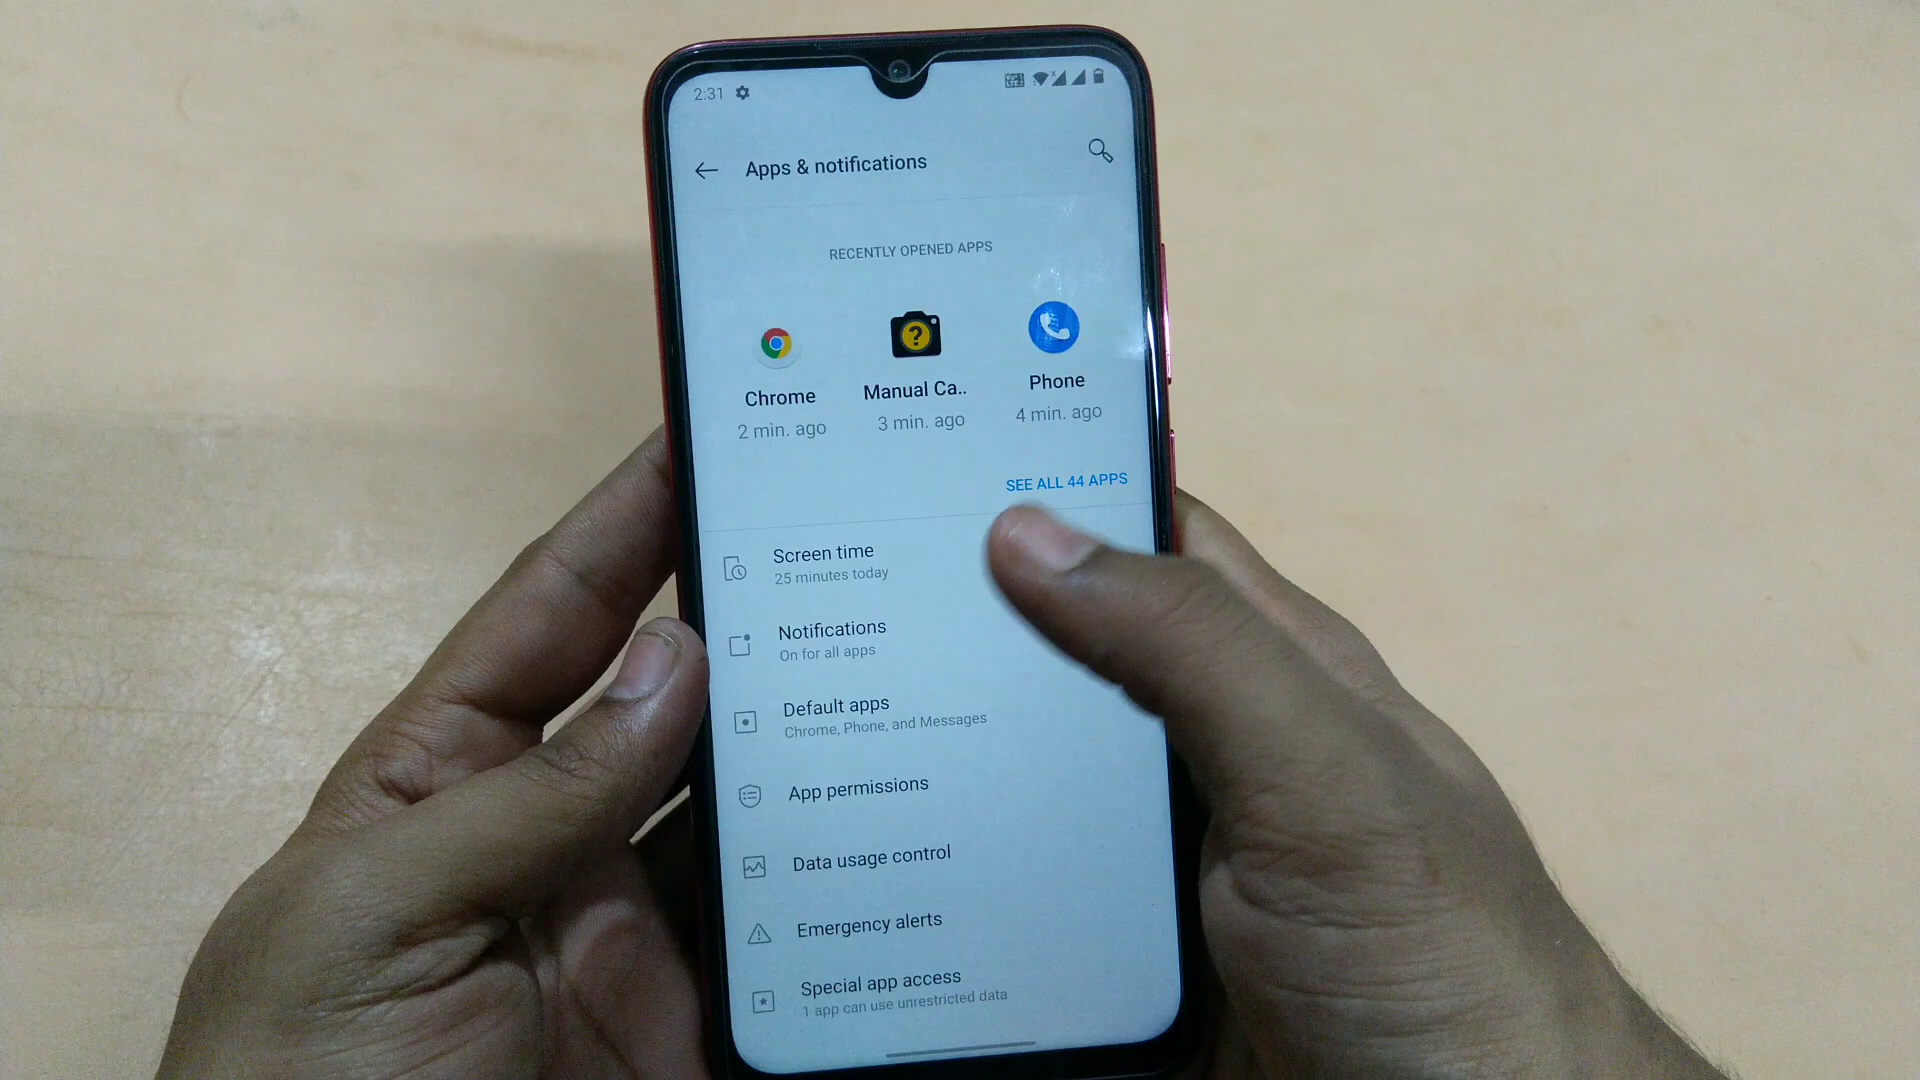 2:31
Apps & notifications
RECENTLY OPENED APPS
Chrome
2 min. ago
Manual Ca..
3 min. ago
Phone
4 min. ago
SEE ALL 44 APPS
Screen time
25 minutes today
Notifications
On for all apps
Default apps
Chrome, Phone, and Messages
App permissions
Data usage control
Emergency alerts
Special app access
1 app can use unrestricted data